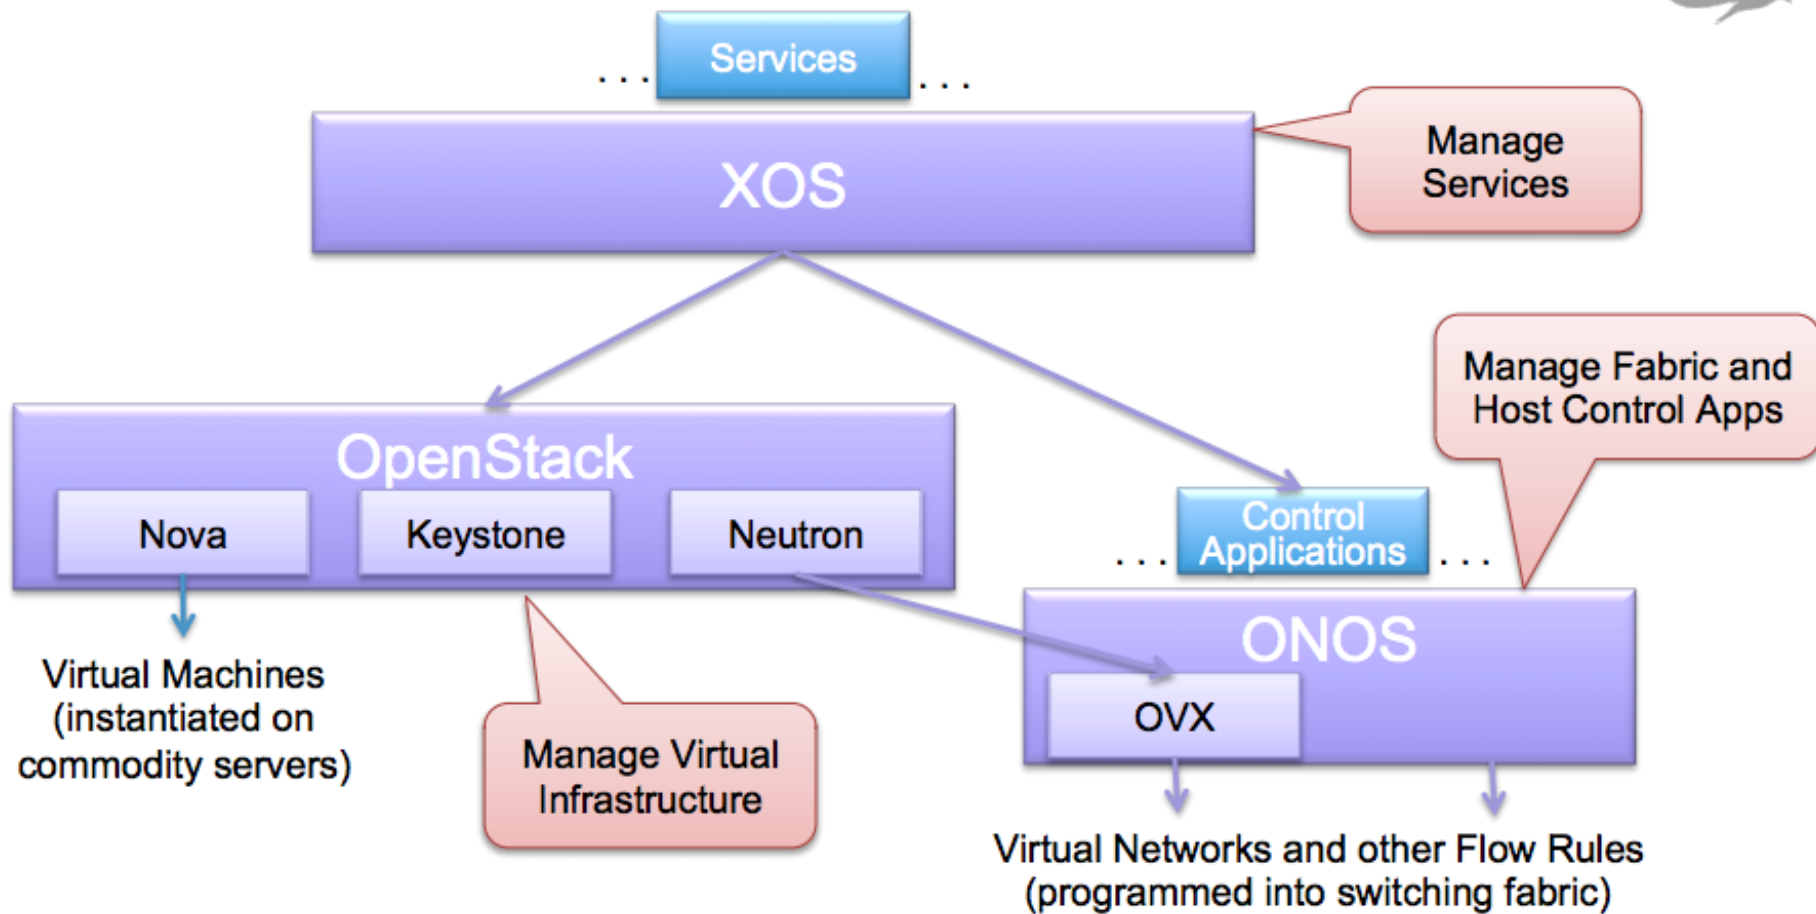 . . . Services . . .
XOS
Manage
Services
Manage Fabric and
Host Control Apps
OpenStack
Nova
Keystone
Neutron
Control
. . . Applications . . .
ONOS
OVX
Virtual Machines
(instantiated on
commodity servers)
Manage Virtual
Infrastructure
Virtual Networks and other Flow Rules
(programmed into switching fabric)